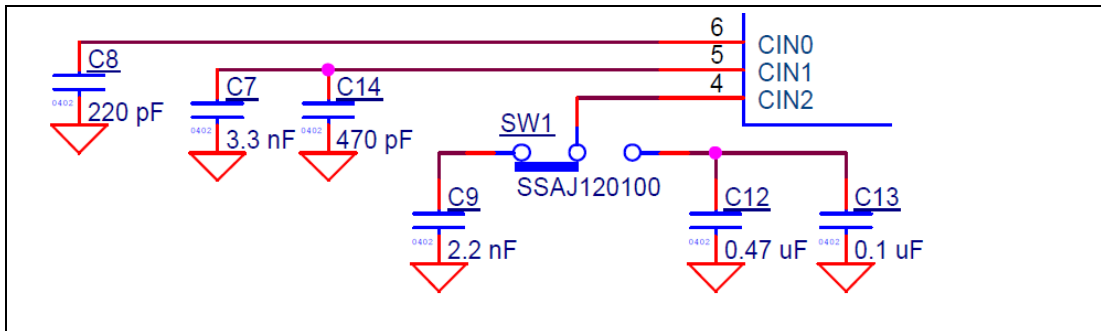 6
CIN0
C8
5
CIN1
C7
C14
4
CIN2
0402
220 pF
0402
3.3 nF
0402
470 pF
SW1
SSAJ120100
C9
C12
C13
0402
2.2 nF
0402
0.47 uF
0402
0.1 uF